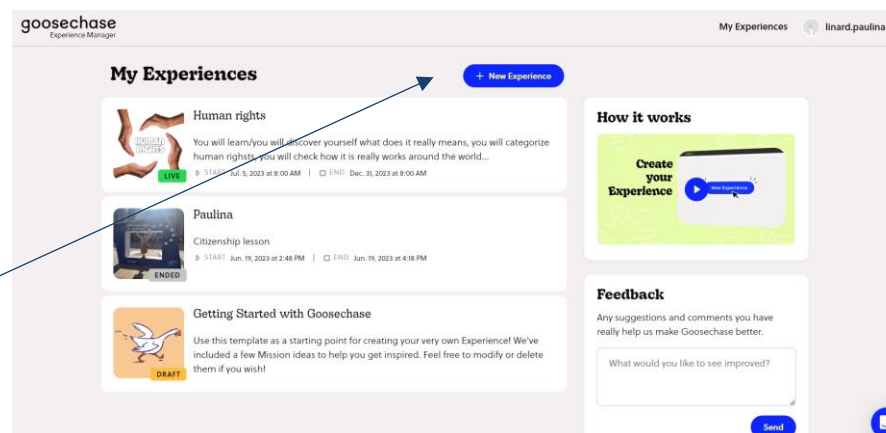 goosechase
Experience Manager
My Experiences
linard.paulina
My Experiences
+ New Experience
HUMAN
RIGHTS
LIVE
Human rights
You will learn/you will discover yourself what does it really means, you will categorize
human righsts, you will check how it is really works around the world...
START Jul. 5, 2023 at 8:00 AM | END Dec. 31, 2023 at 8:00 AM
ENDED
Paulina
Citizenship lesson
START Jun. 19, 2023 at 2:48 PM | END Jun. 19, 2023 at 4:18 PM
DRAFT
Getting Started with Goosechase
Use this template as a starting point for creating your very own Experience! We've
included a few Mission ideas to help you get inspired. Feel free to modify or delete
them if you wish!
How it works
Create
your
Experience
New Experience
Feedback
Any suggestions and comments you have
really help us make Goosechase better.
What would you like to see improved?
Send